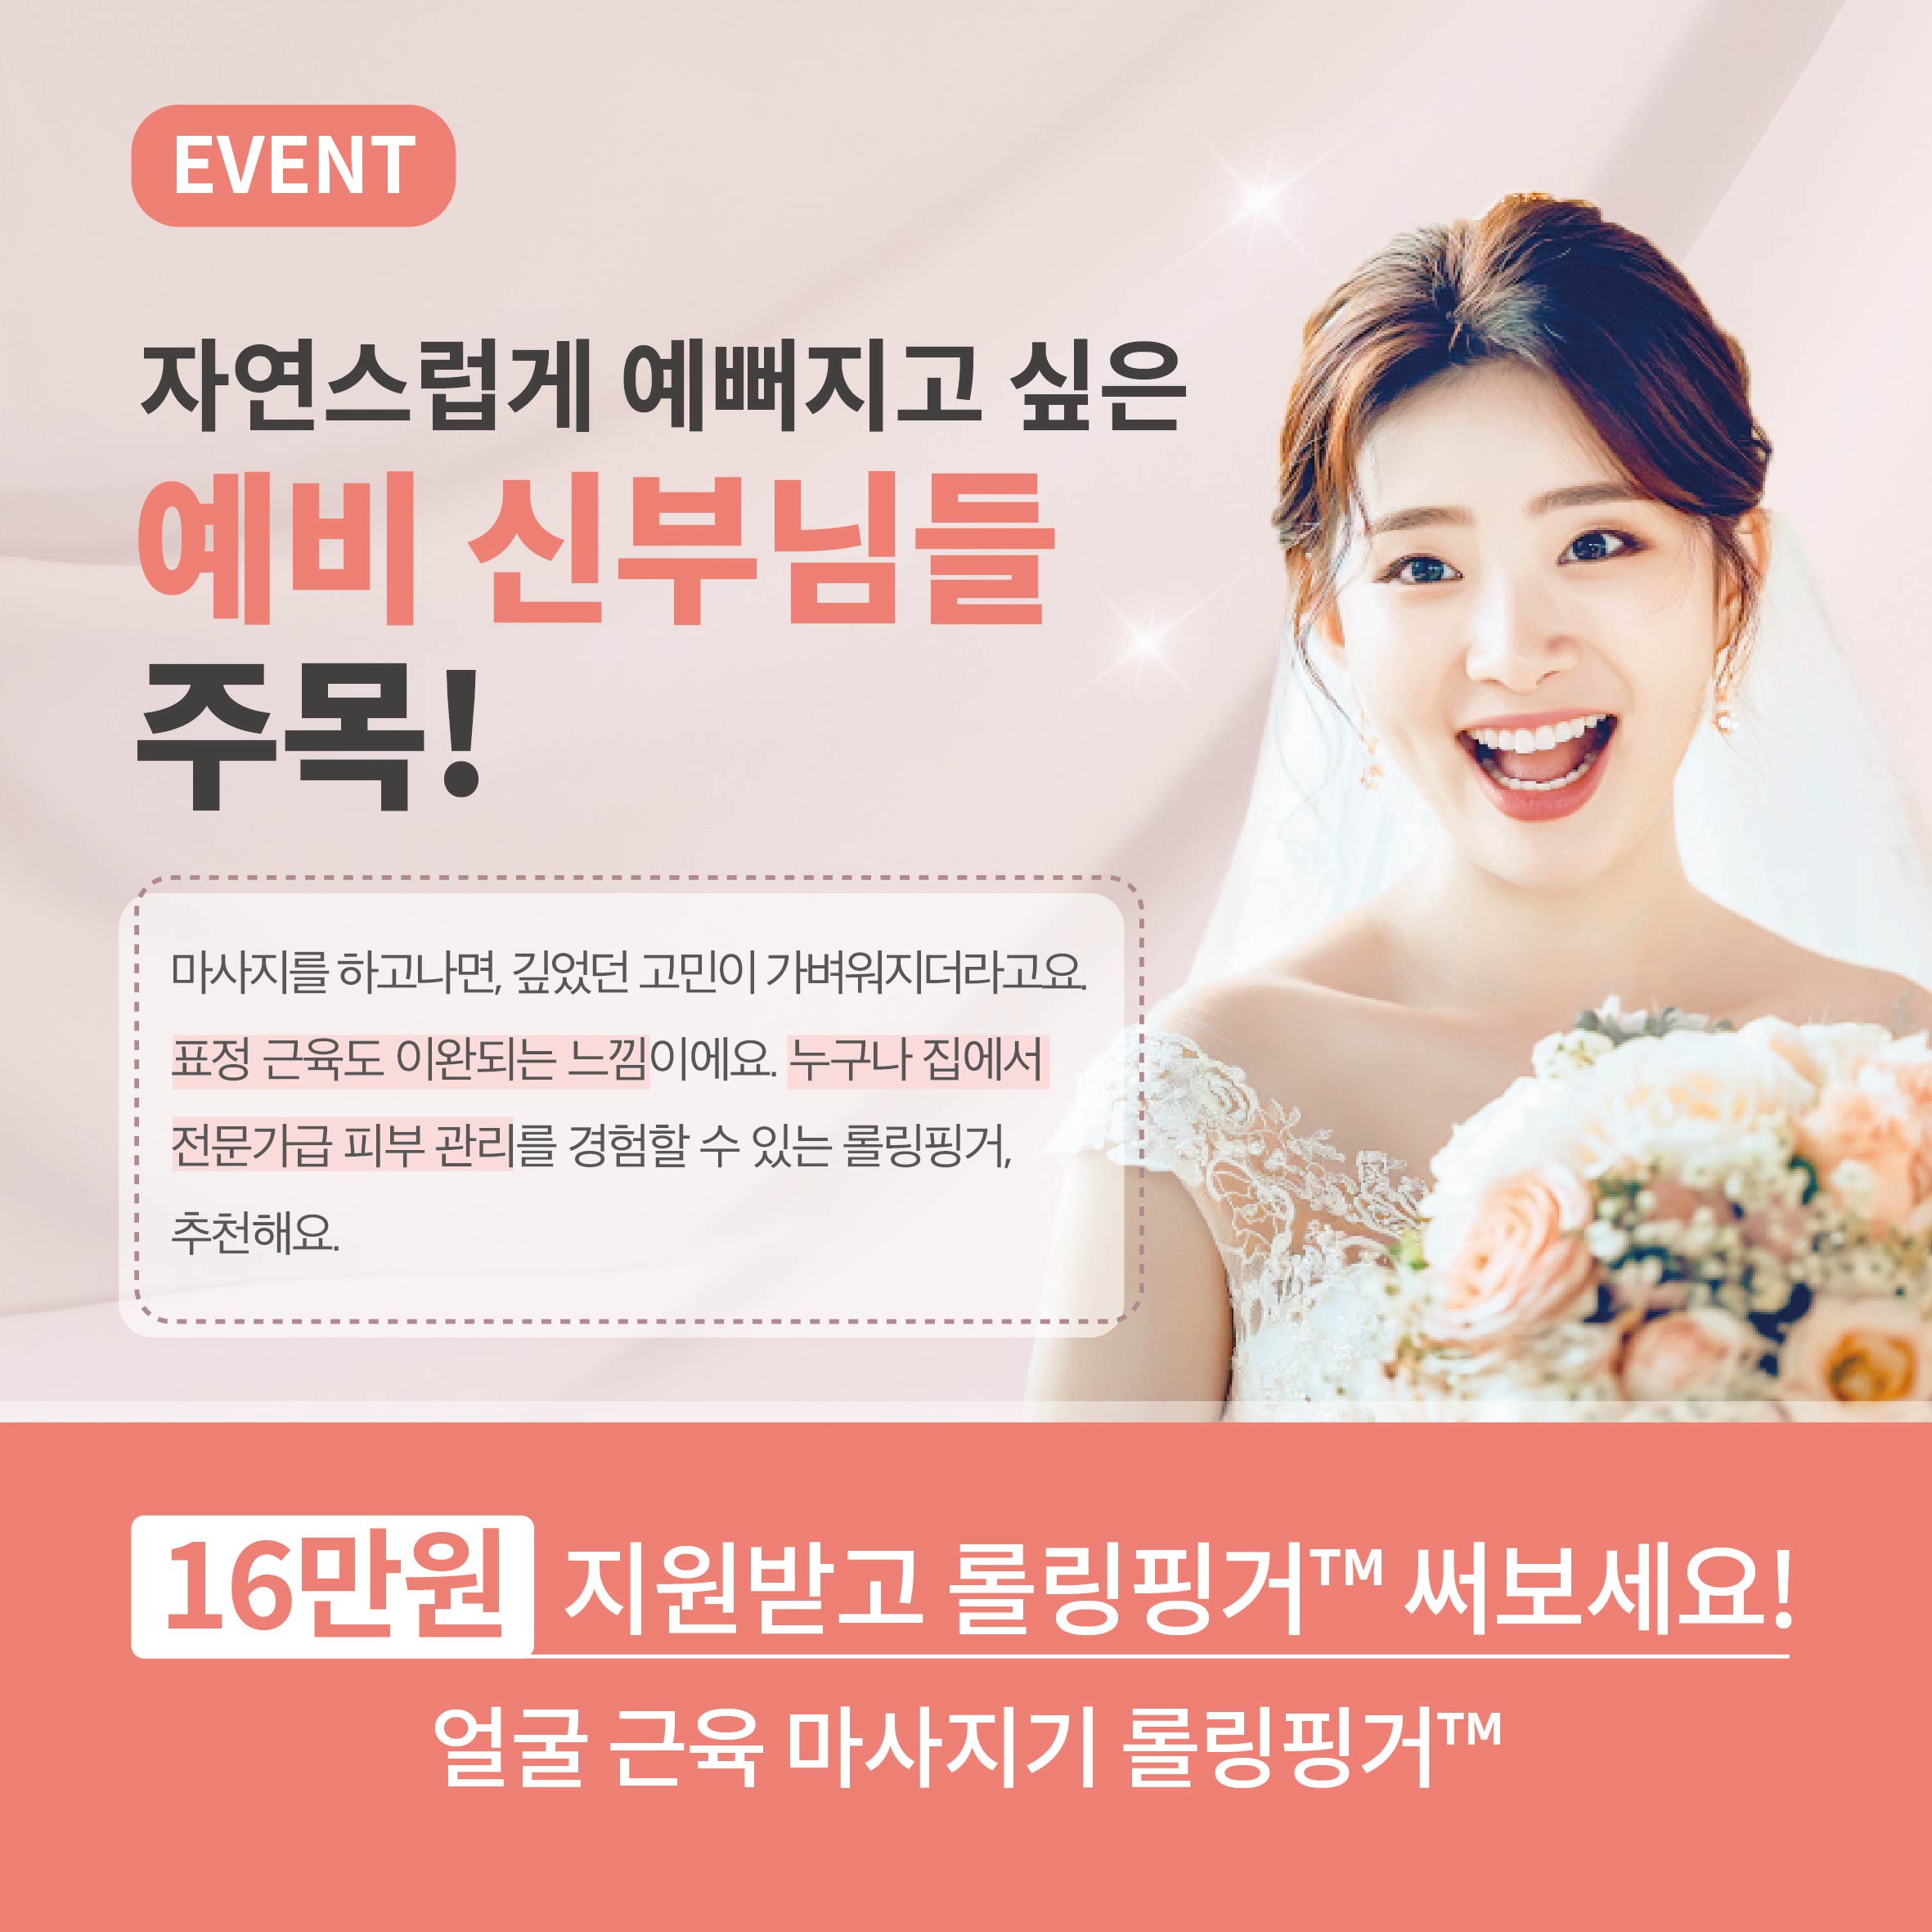 EVENT
자연스럽게 예뻐지고 싶은
예비 신부님들
주목!
마사지를 하고나면, 깊었던 고민이 가벼워지더라고요.
표정 근육도 이완되는 느낌이에요. 누구나 집에서
전문가급 피부 관리를 경험할 수 있는 롤링핑거,
추천해요.
16만원 지원받고 롤링핑거™ 써보세요!
얼굴 근육 마사지기 롤링핑거™